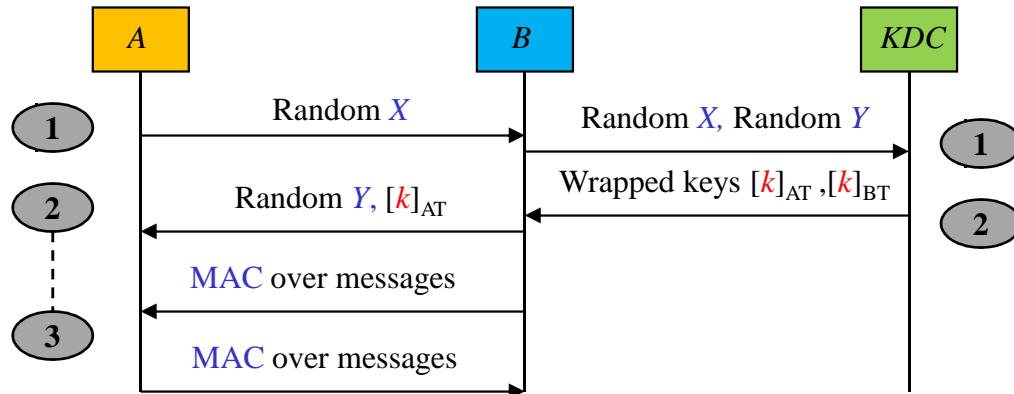 A
B
KDC
1
Random X
Random X, Random Y
1
2
Random Y, [k]AT
Wrapped keys [k]AT ,[k]BT
2
MAC over messages
3
MAC over messages